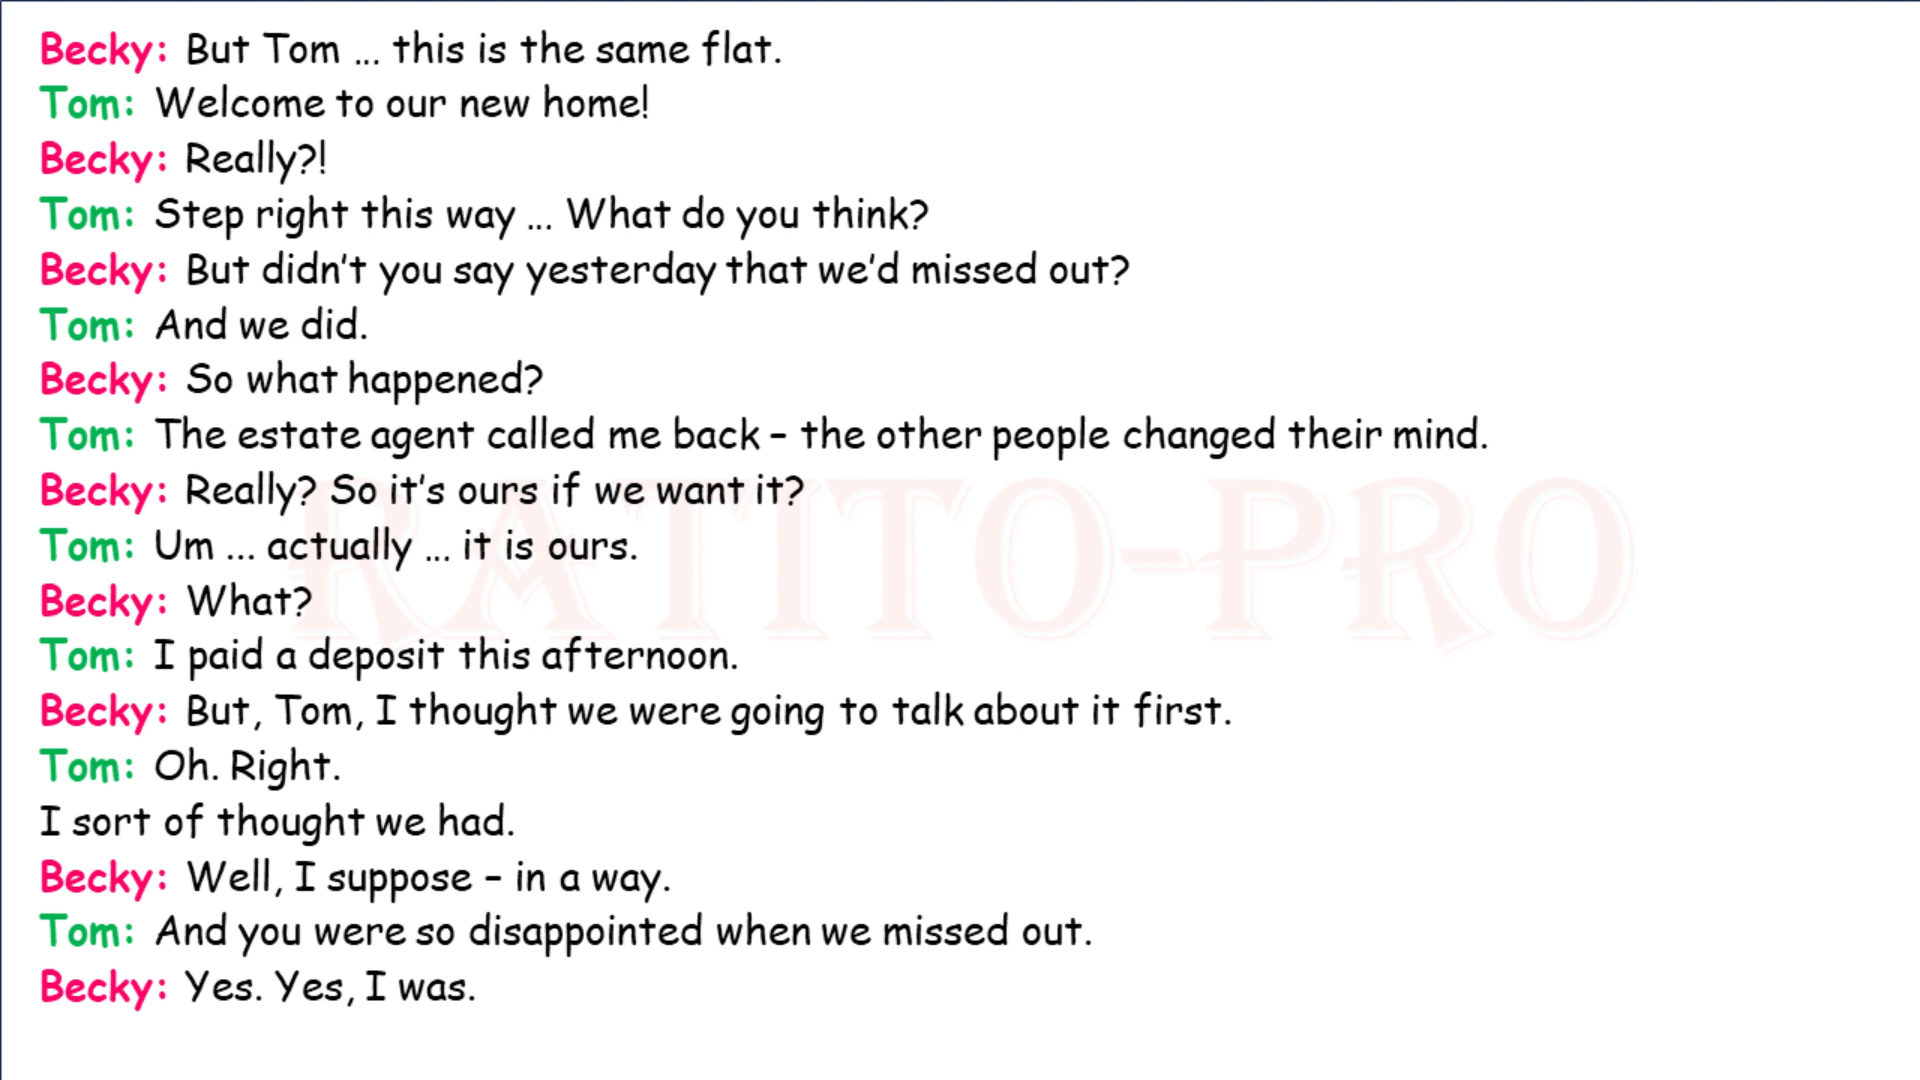 Becky: But Tom ... this is the same flat.
Tom: Welcome to our new home!
Becky: Really?!
Tom: Step right this way ... What do you think?
Becky: But didn't you say yesterday that we'd missed out?
Tom: And we did.
Becky: So what happened?
Tom: The estate agent called me back – the other people changed their mind.
Becky: Really? So it's ours if we want it?
RATITO-PRO
Tom: Um ... actually ... it is ours.
Becky: What?
Tom: I paid a deposit this afternoon.
Becky: But, Tom, I thought we were going to talk about it first.
Tom: Oh. Right.
I sort of thought we had.
Becky: Well, I suppose – in a way.
Tom: And you were so disappointed when we missed out.
Becky: Yes. Yes, I was.